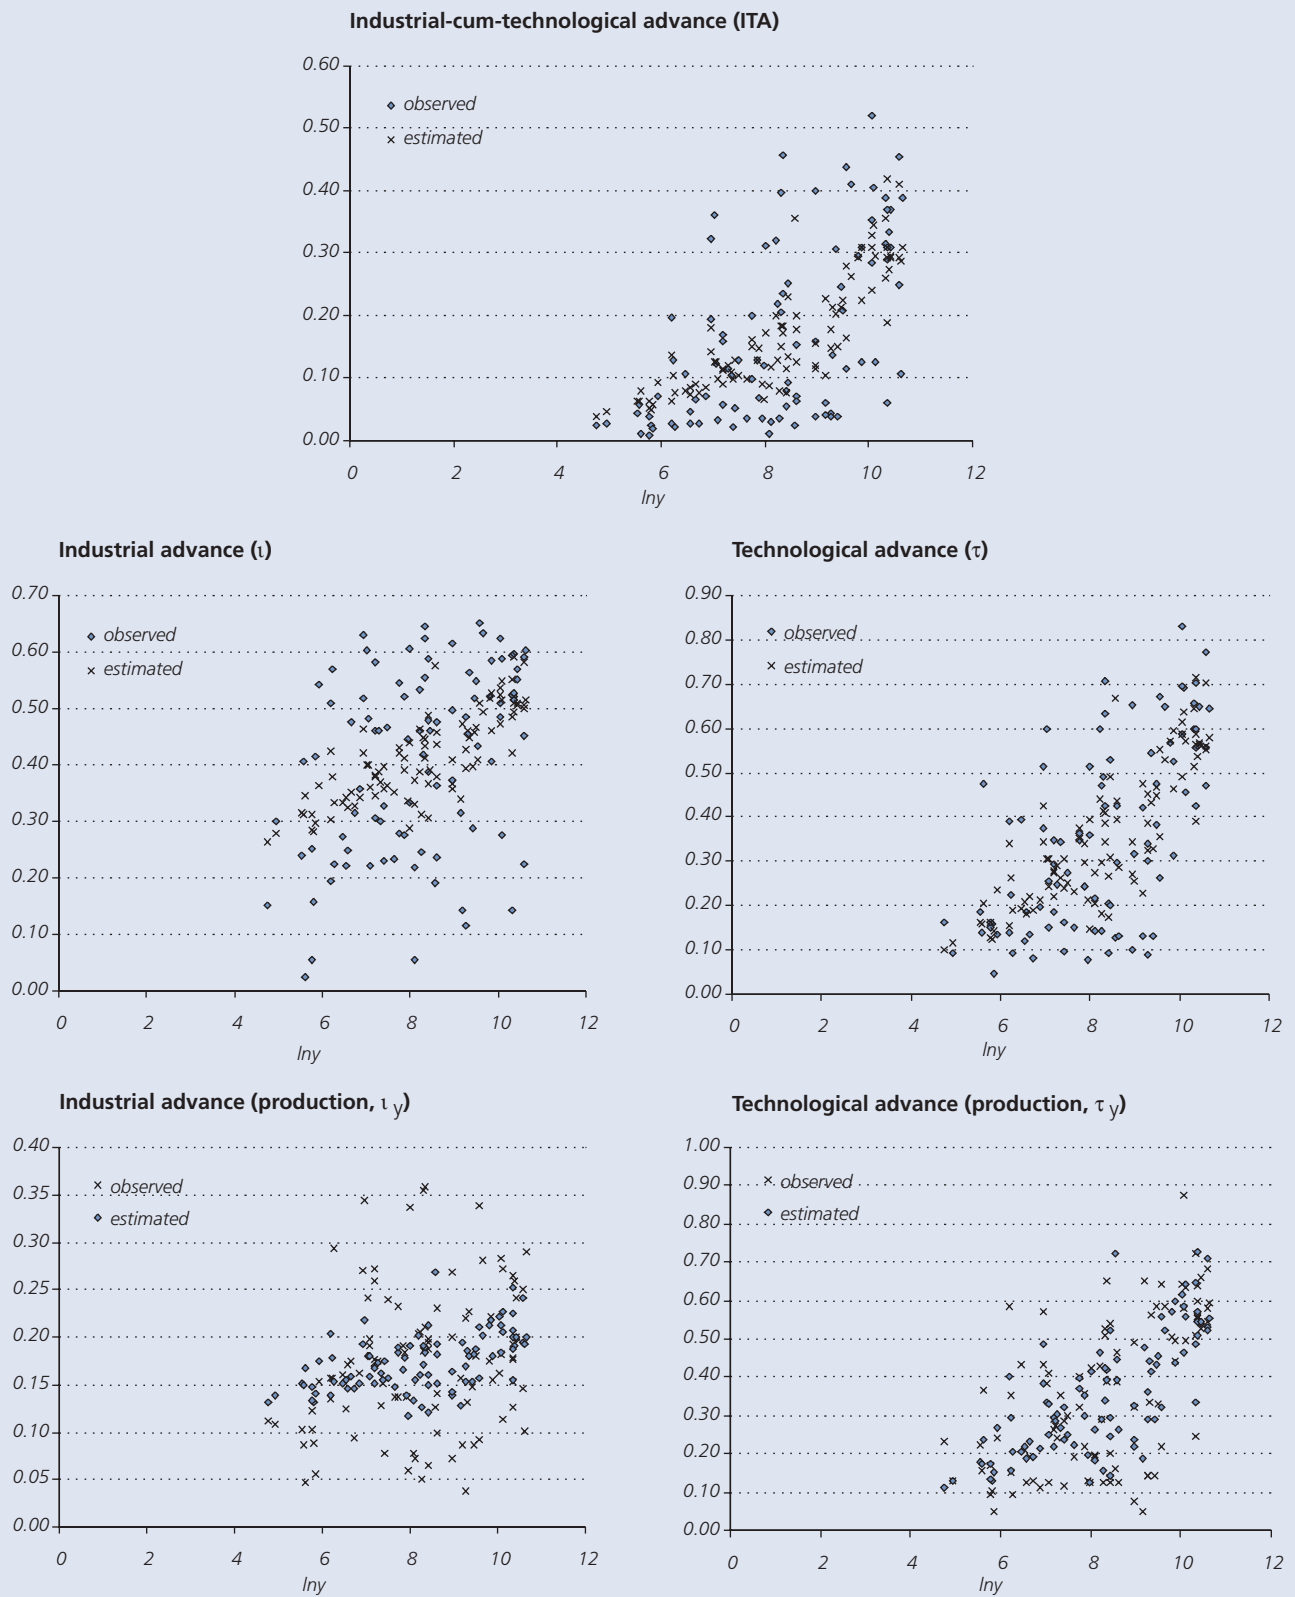 Industrial-cum-technological advance (ITA)
0.60
observed
0.50
estimated
0.40
0.30
0.20
0.10
0.00
0 2 4 6 8 10 12
lny
Industrial advance (ι)
0.70
observed
0.60
estimated
0.50
0.40
0.30
0.20
0.10
0.00
0 2 4 6 8 10 12
lny
Technological advance (τ)
0.90
observed
0.80
estimated
0.70
0.60
0.50
0.40
0.30
0.20
0.10
0.00
0 2 4 6 8 10 12
lny
Industrial advance (production, ι y)
0.40
observed
0.35
estimated
0.30
0.25
0.20
0.15
0.10
0.05
0.00
0 2 4 6 8 10 12
lny
Technological advance (production, τ y)
1.00
observed
0.90
estimated
0.80
0.70
0.60
0.50
0.40
0.30
0.20
0.10
0.00
0 2 4 6 8 10 12
lny